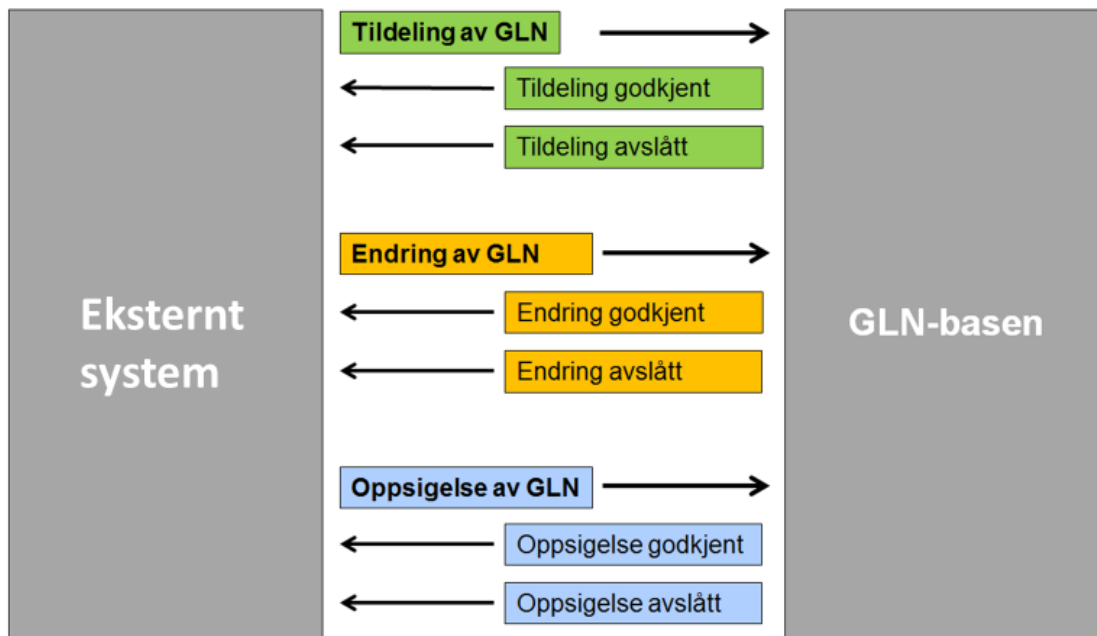 Tildeling av GLN
Tildeling godkjent
Tildeling avslått
Endring av GLN
Eksternt
system
Endring godkjent
GLN-basen
Endring avslått
Oppsigelse av GLN
Oppsigelse godkjent
Oppsigelse avslått